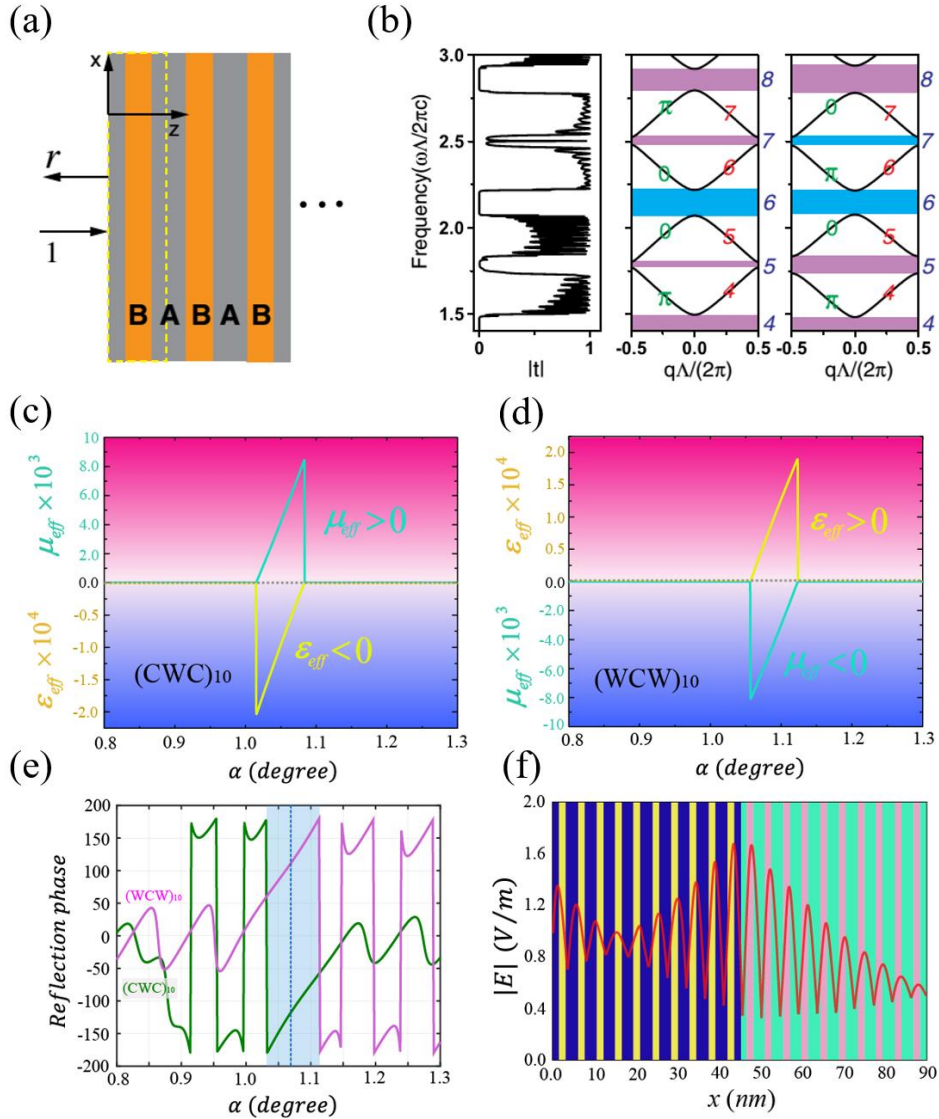 (a)
x
z
r
1
B A B A B
...
(b)
Frequency(ωΛ/2πc)
3.0
2.5
2.0
1.5
0 1
|t|
π 7
0 6
0 5
π 4
-0.5 0.0 0.5
qΛ/(2π)
8
7
6
5
4
0 7
π 6
0 5
π 4
-0.5 0.0 0.5
qΛ/(2π)
8
7
6
5
4
(c)
μeff × 10³
εeff × 10⁴
10
8.0
6.0
4.0
2.0
0.0
-0.5
-1.0
-1.5
-2.0
μeff > 0
εeff < 0
(CWC)10
0.8 0.9 1.0 1.1 1.2 1.3
α (degree)
(d)
εeff × 10⁴
μeff × 10³
2.0
1.5
1.0
0.5
0.0
-2.0
-4.0
-6.0
-8.0
-10
εeff > 0
μeff < 0
(WCW)10
0.8 0.9 1.0 1.1 1.2 1.3
α (degree)
(e)
Reflection phase
200
150
100
50
0
-50
-100
-150
-200
(WCW)10
(CWC)10
0.8 0.9 1.0 1.1 1.2 1.3
α (degree)
(f)
|E| (V/m)
2.0
1.6
1.2
0.8
0.4
0.0
0.0 10 20 30 40 50 60 70 80 90
x (nm)